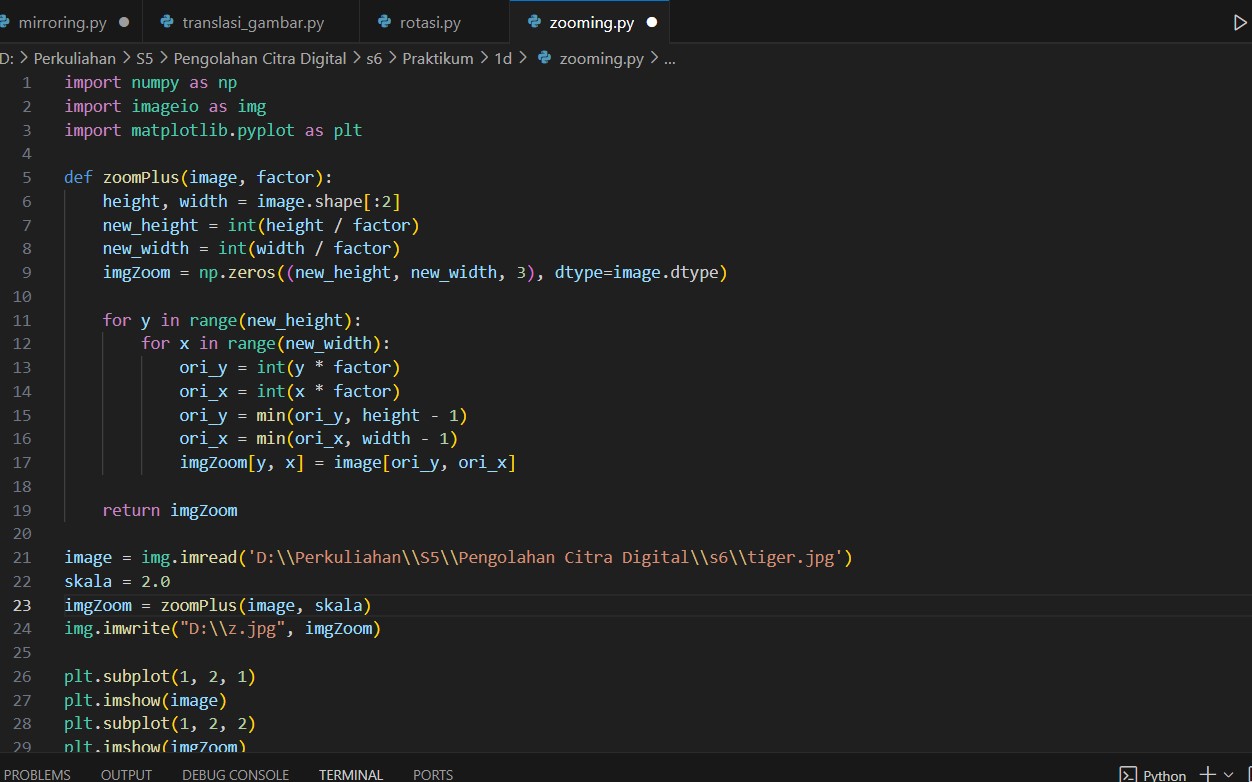 mirroring.py
translasi_gambar.py
rotasi.py
zooming.py
D: > Perkuliahan > S5 > Pengolahan Citra Digital > s6 > Praktikum > 1d > zooming.py > ...
1 import numpy as np
2 import imageio as img
3 import matplotlib.pyplot as plt
4
5 def zoomPlus(image, factor):
6     height, width = image.shape[:2]
7     new_height = int(height / factor)
8     new_width = int(width / factor)
9     imgZoom = np.zeros((new_height, new_width, 3), dtype=image.dtype)
10
11     for y in range(new_height):
12         for x in range(new_width):
13             ori_y = int(y * factor)
14             ori_x = int(x * factor)
15             ori_y = min(ori_y, height - 1)
16             ori_x = min(ori_x, width - 1)
17             imgZoom[y, x] = image[ori_y, ori_x]
18
19     return imgZoom
20
21 image = img.imread('D:\\Perkuliahan\\S5\\Pengolahan Citra Digital\\s6\\tiger.jpg')
22 skala = 2.0
23 imgZoom = zoomPlus(image, skala)
24 img.imwrite("D:\\z.jpg", imgZoom)
25
26 plt.subplot(1, 2, 1)
27 plt.imshow(image)
28 plt.subplot(1, 2, 2)
29 plt.imshow(imgZoom)
PROBLEMS OUTPUT DEBUG CONSOLE TERMINAL PORTS Python